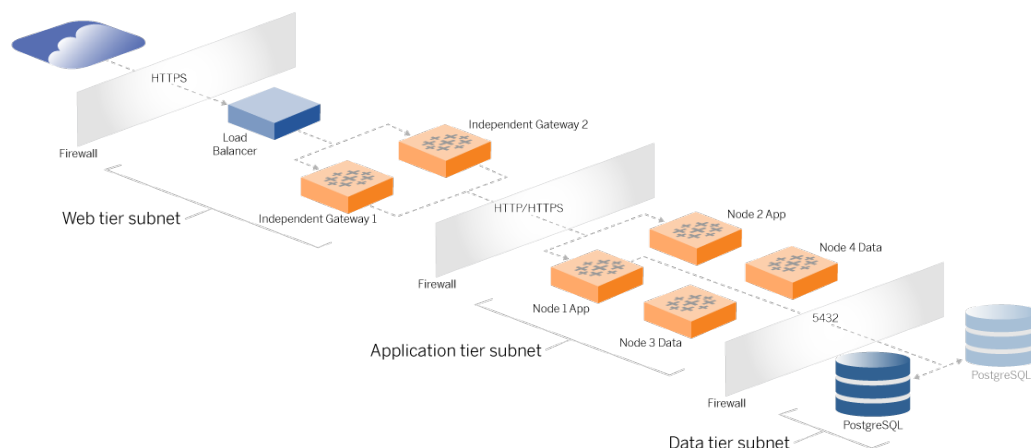 HTTPS
Firewall
Load
Balancer
Independent Gateway 2
Independent Gateway 1
Web tier subnet
HTTP/HTTPS
Firewall
Node 2 App
Node 4 Data
Node 1 App
Node 3 Data
Application tier subnet
5432
Firewall
PostgreSQL
PostgreSQL
Data tier subnet